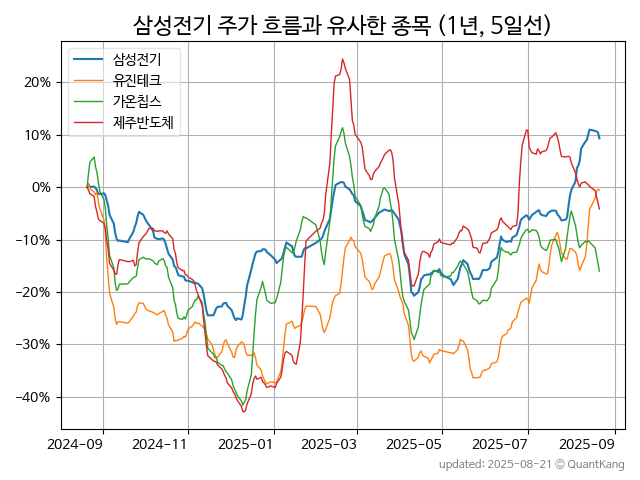 삼성전기 주가 흐름과 유사한 종목 (1년, 5일선)
삼성전기
유진테크
가온칩스
제주반도체
20%
10%
0%
-10%
-20%
-30%
-40%
2024-09 2024-11 2025-01 2025-03 2025-05 2025-07 2025-09
updated: 2025-08-21 © QuantKang